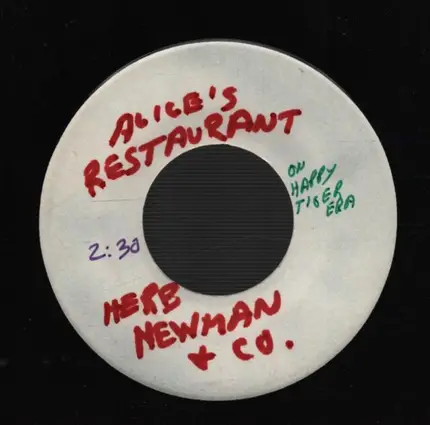 ALICE'S
RESTAURANT
ON
HAPPY
TIGER
ERA
2:30
HERB
NEWMAN
+ CO.